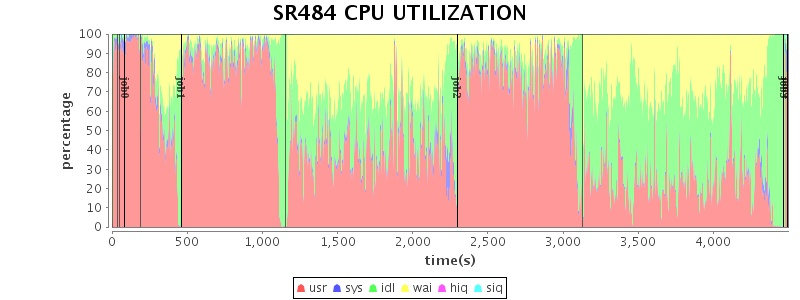 SR484 CPU UTILIZATION
percentage
100
90
80
70
60
50
40
30
20
10
0
job0
job1
job2
0 500 1,000 1,500 2,000 2,500 3,000 3,500 4,000
time(s)
usr sys idl wai hiq siq